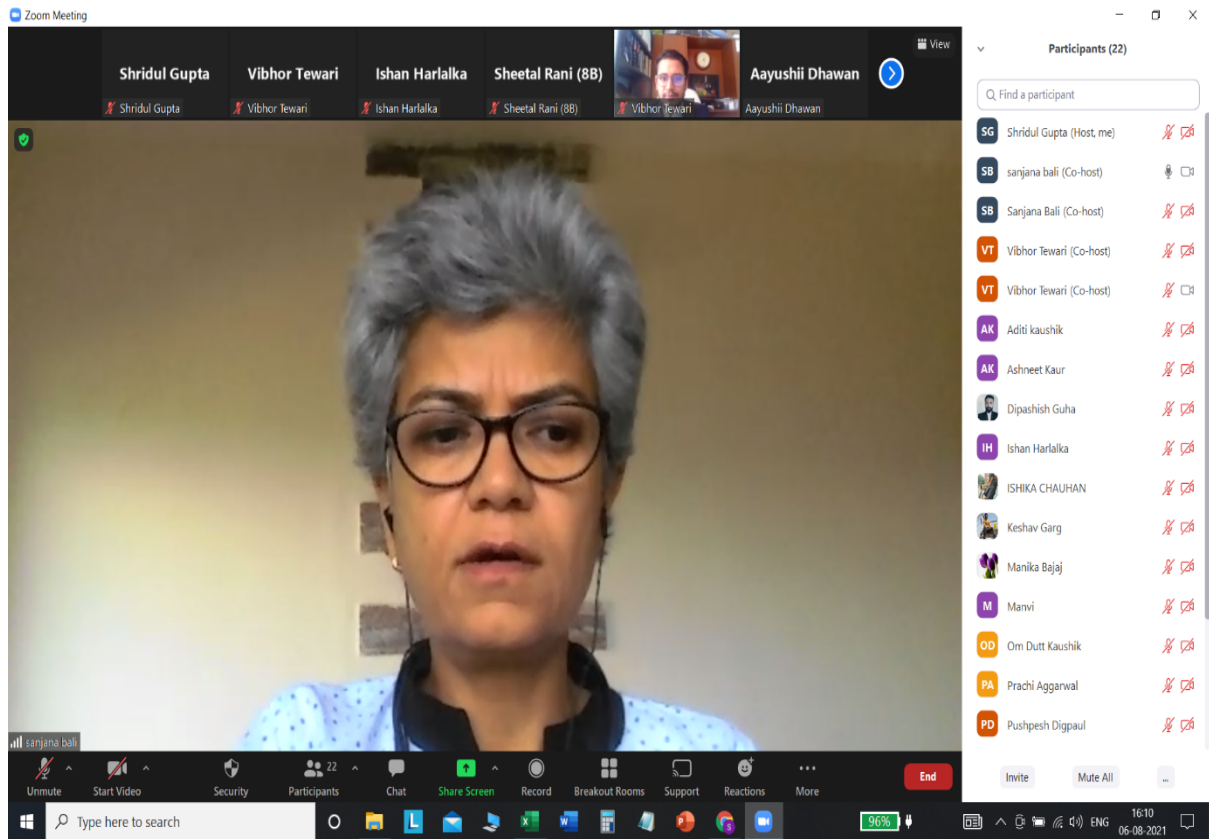 Zoom Meeting
Shridul Gupta
Vibhor Tewari
Ishan Harlalka
Sheetal Rani (8B)
Aayushii Dhawan
View
Shridul Gupta
Vibhor Tewari
Ishan Harlalka
Sheetal Rani (8B)
Vibhor Tewari
Aayushii Dhawan
sanjana bali
Participants (22)
Find a participant
SG Shridul Gupta (Host, me)
SB sanjana bali (Co-host)
SB Sanjana Bali (Co-host)
VT Vibhor Tewari (Co-host)
VT Vibhor Tewari (Co-host)
AK Aditi kaushik
AK Ashneet Kaur
Dipashish Guha
IH Ishan Harlalka
ISHIKA CHAUHAN
Keshav Garg
Manika Bajaj
M Manvi
OD Om Dutt Kaushik
PA Prachi Aggarwal
PD Pushpesh Digpaul
Invite Mute All ...
22
Unmute Start Video Security Participants Chat Share Screen Record Breakout Rooms Support Reactions More End
Type here to search
96%
ENG
16:10
06-08-2021